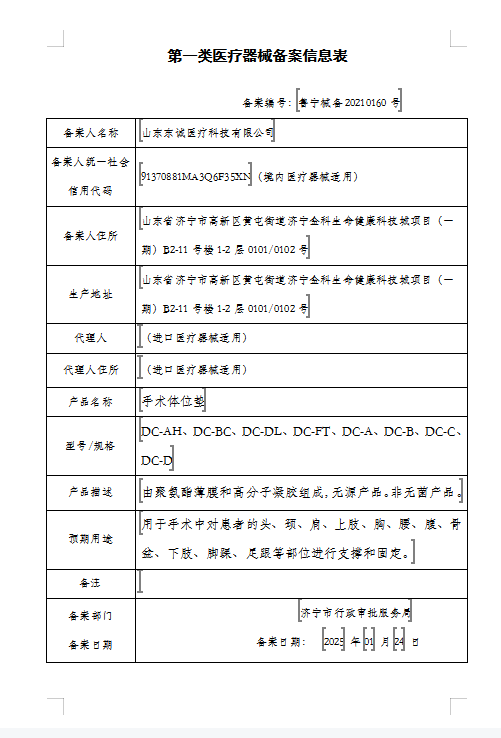 第一类医疗器械备案信息表
备案编号：鲁宁械备20210160号
备案人名称 山东东诚医疗科技有限公司
备案人统一社会
信用代码
91370881MA3Q6F35XN（境内医疗器械适用）
备案人住所
山东省济宁市高新区黄屯街道济宁全科生命健康科技城项目（一
期）B2-11号楼1-2层0101/0102号
生产地址
山东省济宁市高新区黄屯街道济宁全科生命健康科技城项目（一
期）B2-11号楼1-2层0101/0102号
代理人 （进口医疗器械适用）
代理人住所 （进口医疗器械适用）
产品名称 手术体位垫
型号/规格
DC-AH、DC-BC、DC-DL、DC-FT、DC-A、DC-B、DC-C、
DC-D
产品描述 由聚氨酯薄膜和高分子凝胶组成,无源产品。非无菌产品。
预期用途
用于手术中对患者的头、颈、肩、上肢、胸、腰、腹、骨
盆、下肢、脚踝、足跟等部位进行支撑和固定。
备注
备案部门 济宁市行政审批服务局
备案日期 备案日期： 2025 年 01 月 24 日